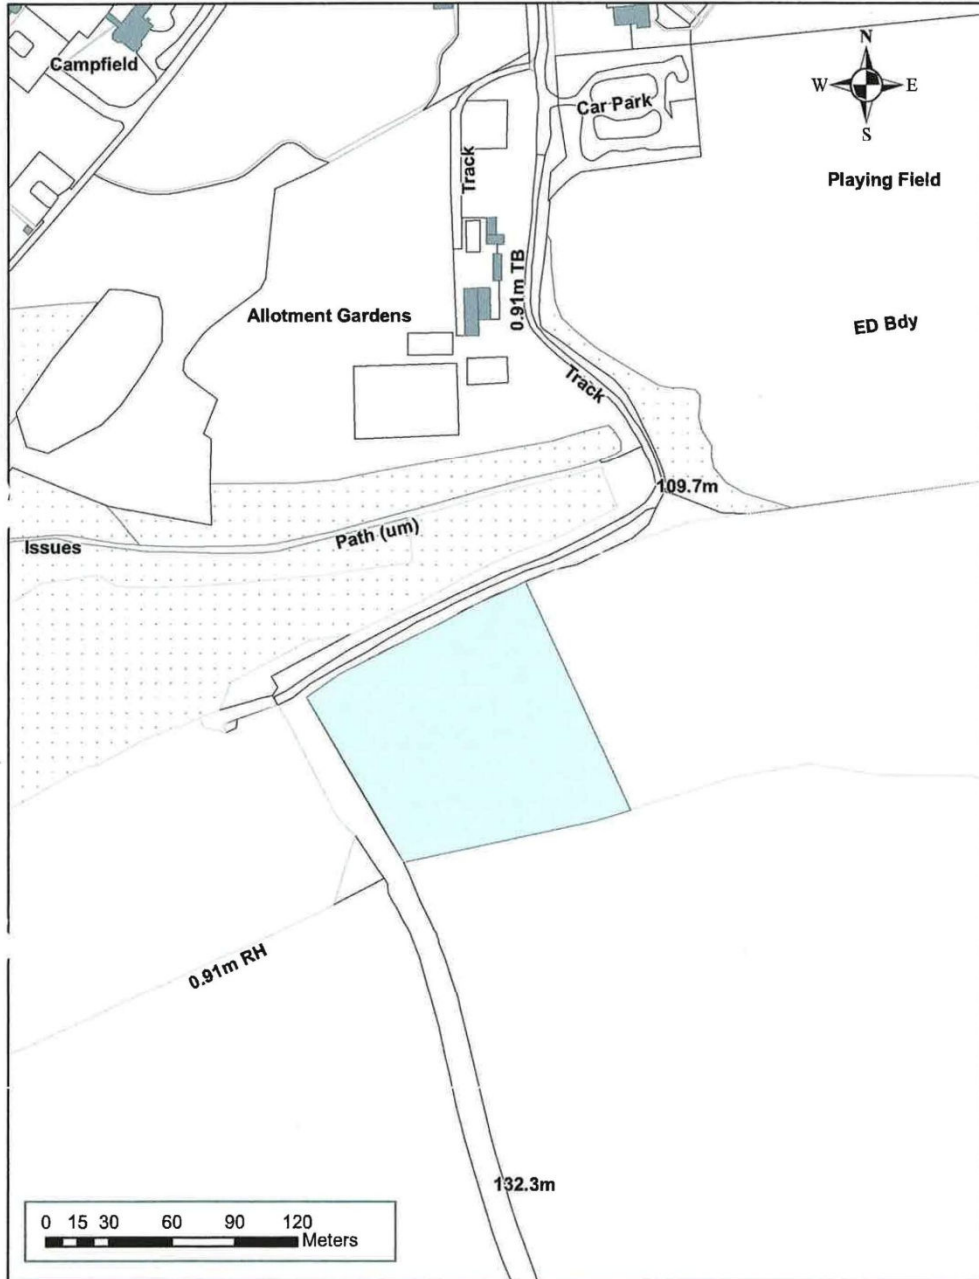 Campfield
N
W E
S
Car Park
Track
Playing Field
0.91m TB
Allotment Gardens
ED Bdy
Track
109.7m
Path (um)
Issues
0.91m RH
132.3m
0 15 30 60 90 120
Meters